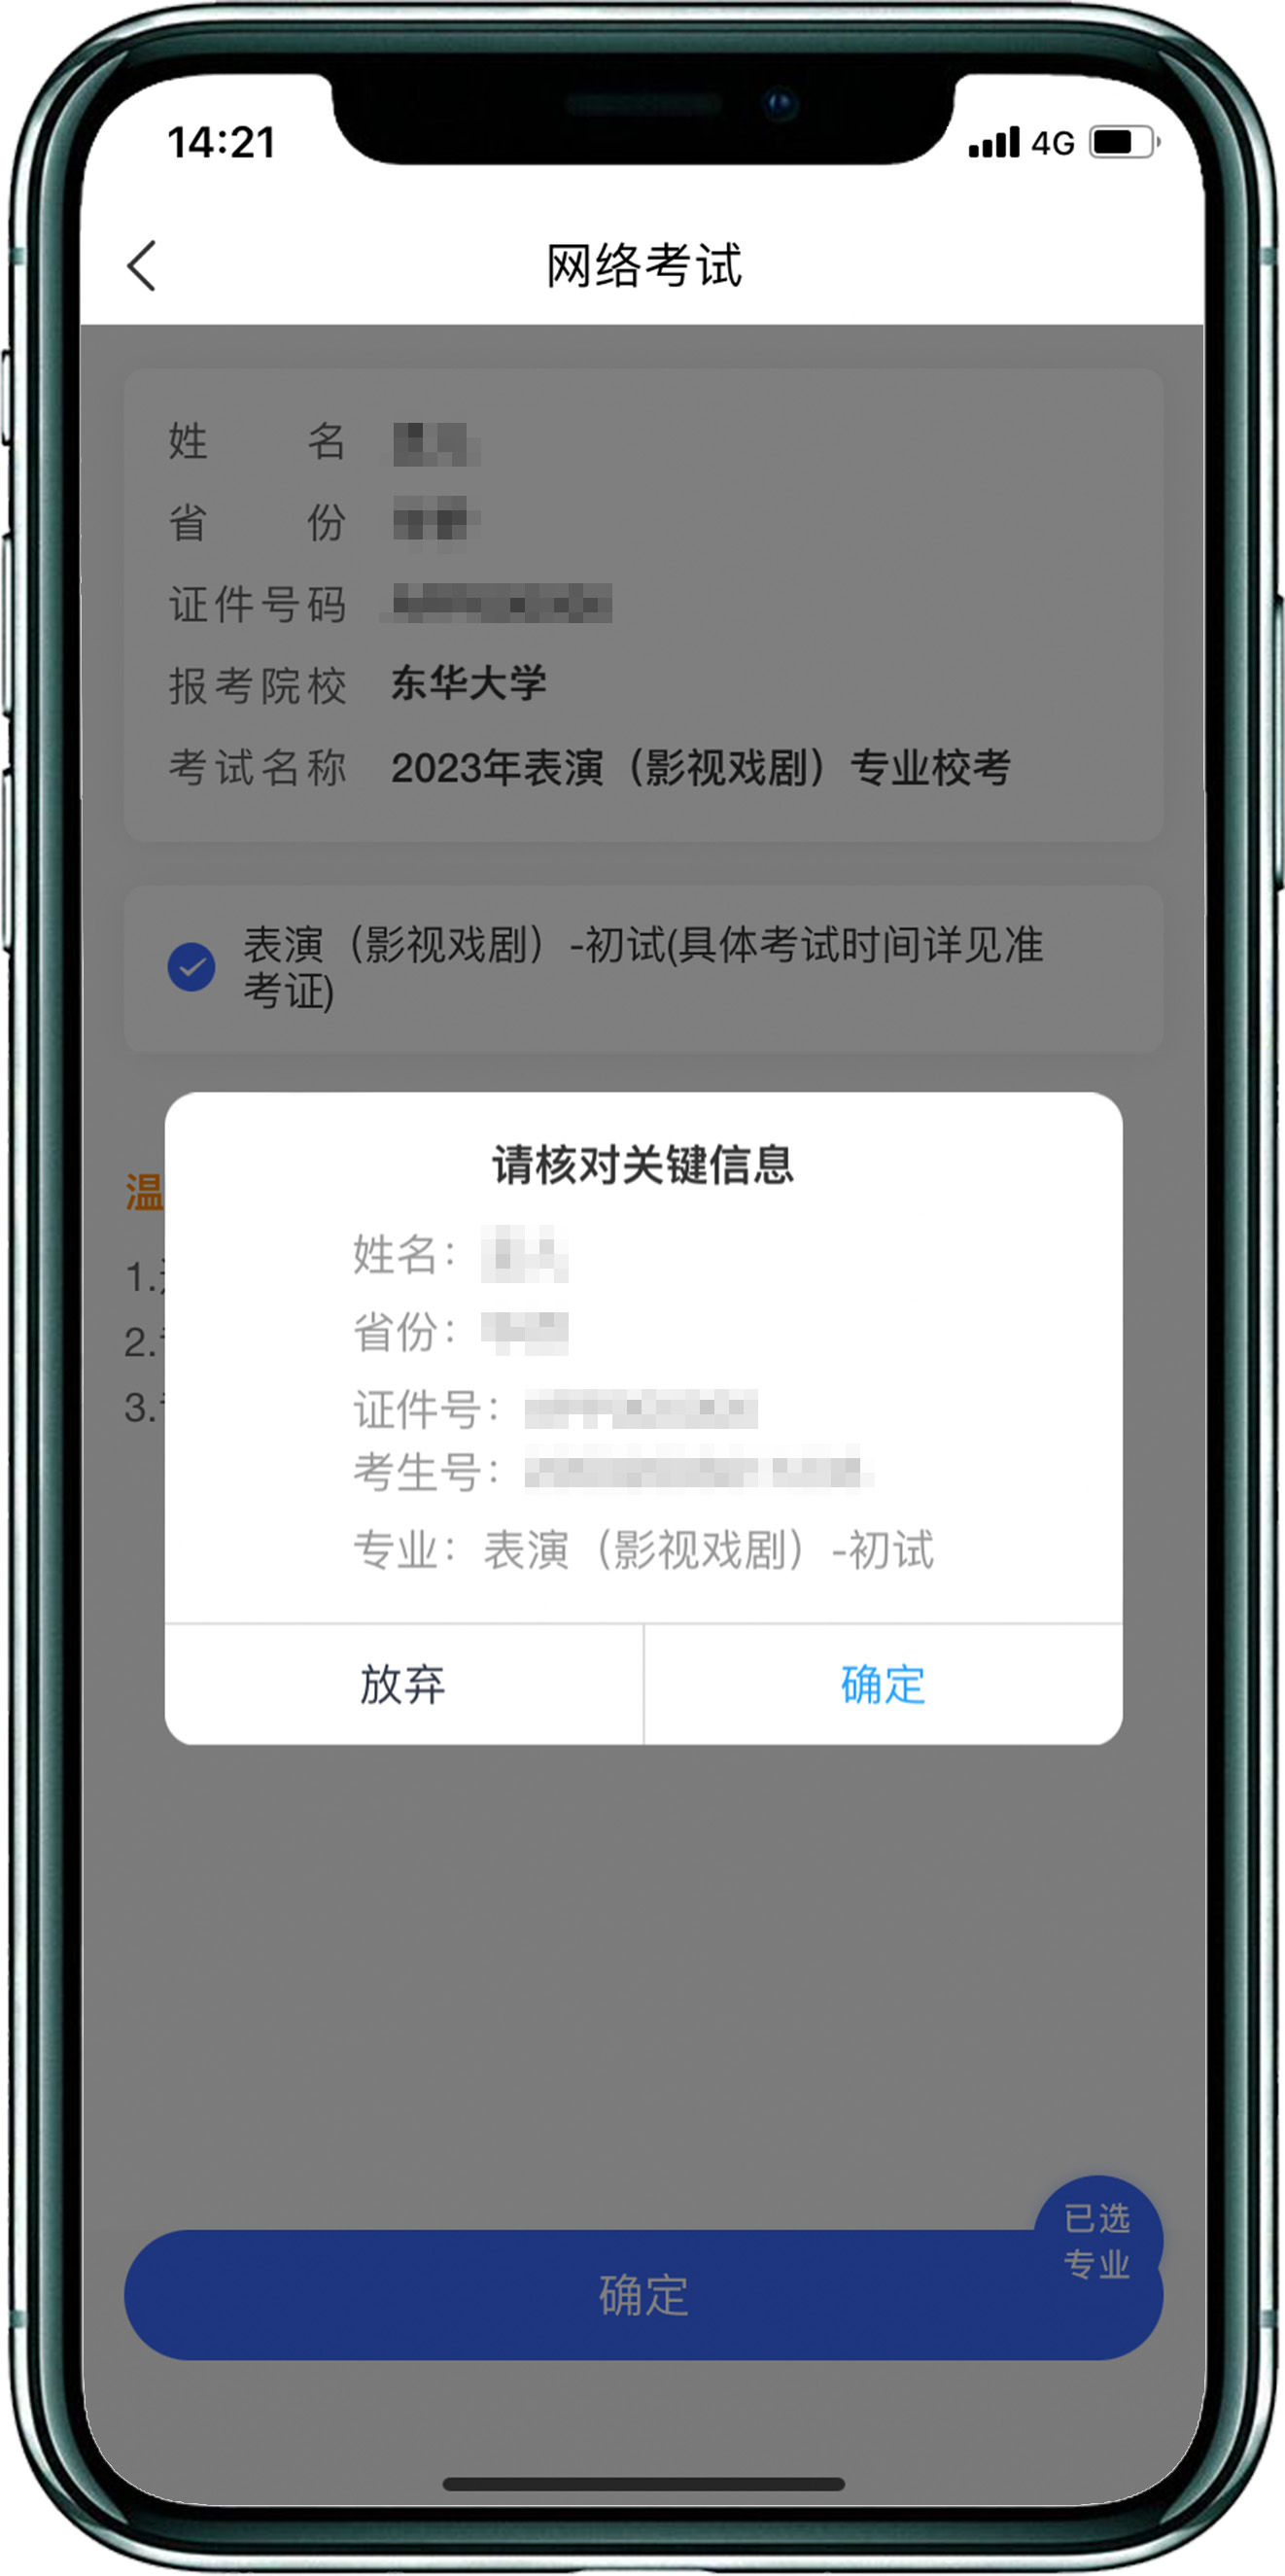 14:21
4G
网络考试
姓名
省份
证件号码
报考院校 东华大学
考试名称 2023年表演（影视戏剧）专业校考
表演（影视戏剧）-初试(具体考试时间详见准
考证)
温
1.
2.
3.
请核对关键信息
姓名：
省份：
证件号：
考生号：
专业：表演（影视戏剧）-初试
放弃
确定
已选
专业
确定